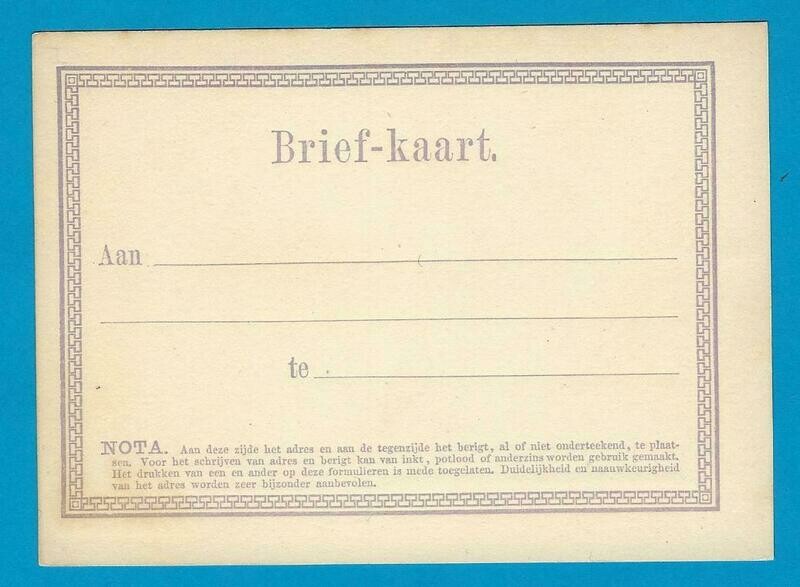 Brief-kaart.
Aan
te
NOTA. Aan deze zijde het adres en aan de tegenzijde het berigt, al of niet onderteekend, te plaat-
sen. Voor het schrijven van adres en berigt kan van inkt, potlood of anderzins worden gebruik gemaakt.
Het drukken van een en ander op deze formulieren is mede toegelaten. Duidelijkheid en naauwkeurigheid
van het adres worden zeer bijzonder aanbevolen.